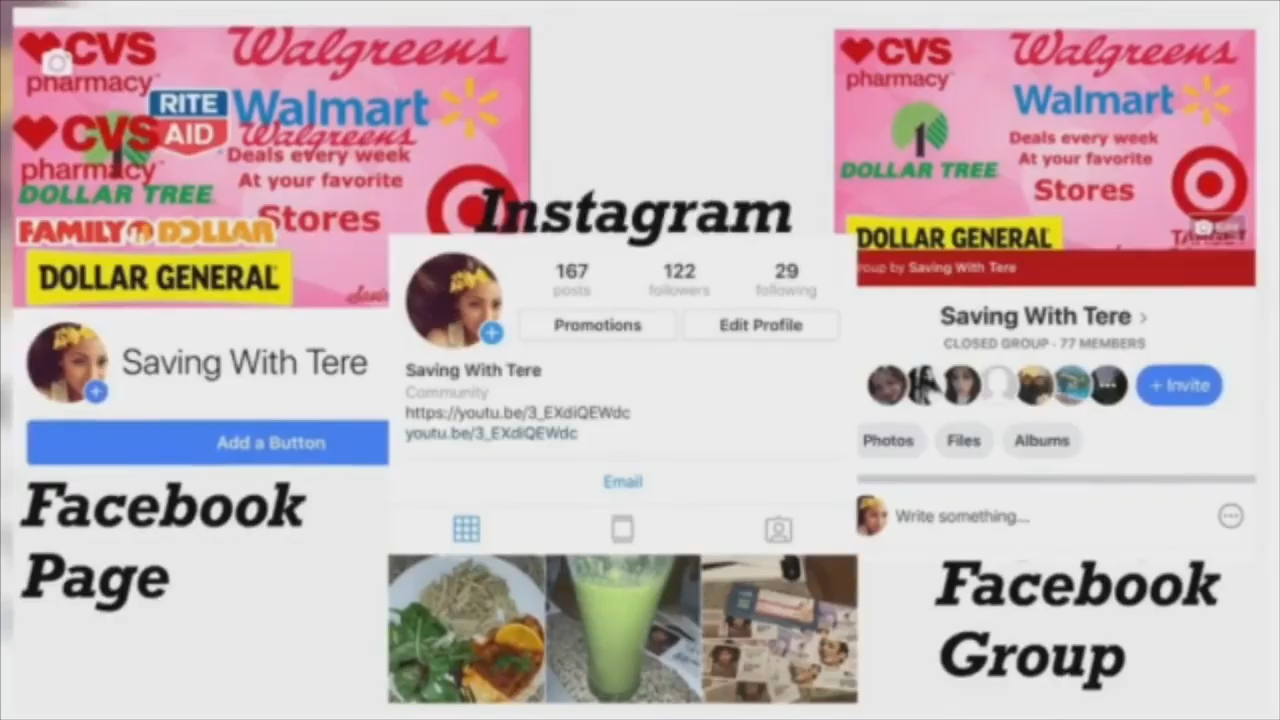 CVS
pharmacy
Walgreens
RITE
AID
Walmart
CVS
pharmacy
Walgreens
Deals every week
At your favorite
DOLLAR TREE
Stores
FAMILY DOLLAR
DOLLAR GENERAL
Saving With Tere
Add a Button
Facebook
Page
Instagram
167
posts
122
followers
29
following
Promotions
Edit Profile
Saving With Tere
Community
https://youtu.be/3_EXdiQEWdc
youtu.be/3_EXdiQEWdc
Email
CVS
pharmacy
Walgreens
Walmart
Deals every week
At your favorite
DOLLAR TREE
Stores
DOLLAR GENERAL
TARGET
roup by Saving With Tere
Saving With Tere >
CLOSED GROUP · 77 MEMBERS
+ Invite
Photos
Files
Albums
Write something...
Facebook
Group